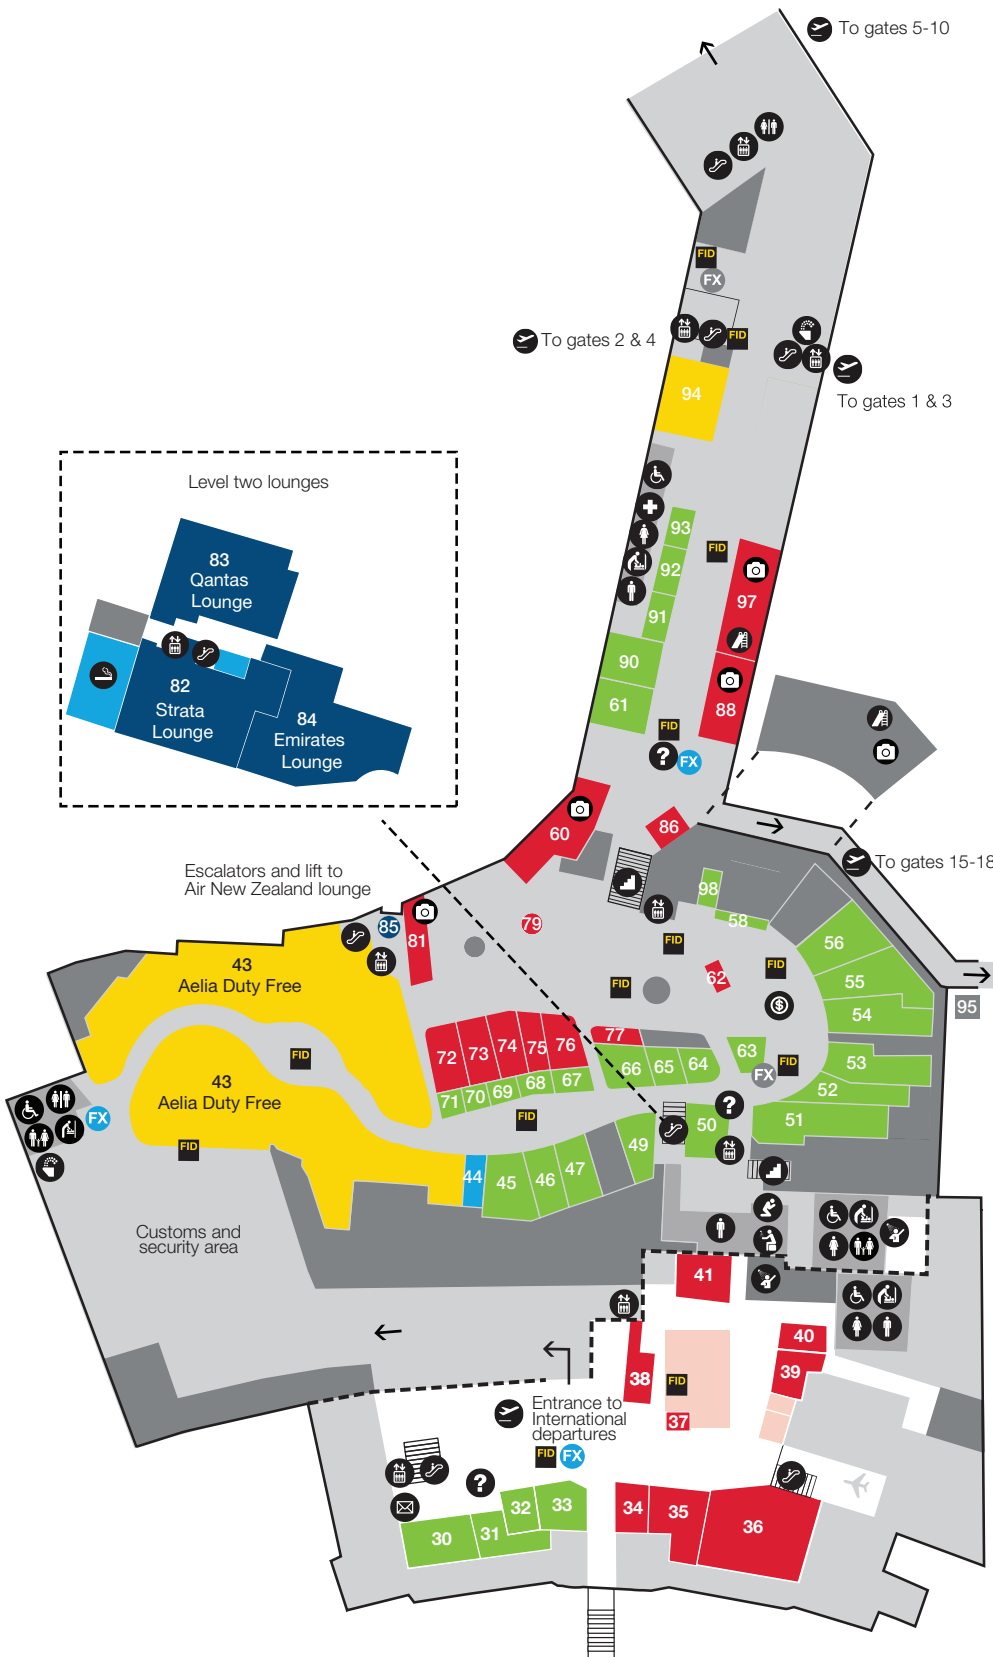 To gates 5-10
FID
FX
To gates 2 & 4
FID
To gates 1 & 3
94
Level two lounges
83
Qantas
Lounge
82
Strata
Lounge
84
Emirates
Lounge
93
FID
92
97
91
90
61
88
FID
?
FX
60
86
To gates 15-18
Escalators and lift to
Air New Zealand lounge
85
81
79
98
58
56
FID
62
FID
55
FID
$
54
95
43
Aelia Duty Free
FID
43
Aelia Duty Free
FID
FX
72
73
74
75
76
77
71
70
69
68
67
66
65
64
63
FX
FID
53
52
51
FID
50
?
49
44
45
46
47
Customs and
security area
41
40
39
38
FID
37
Entrance to
International
departures
FID
FX
?
30
31
32
33
34
35
36